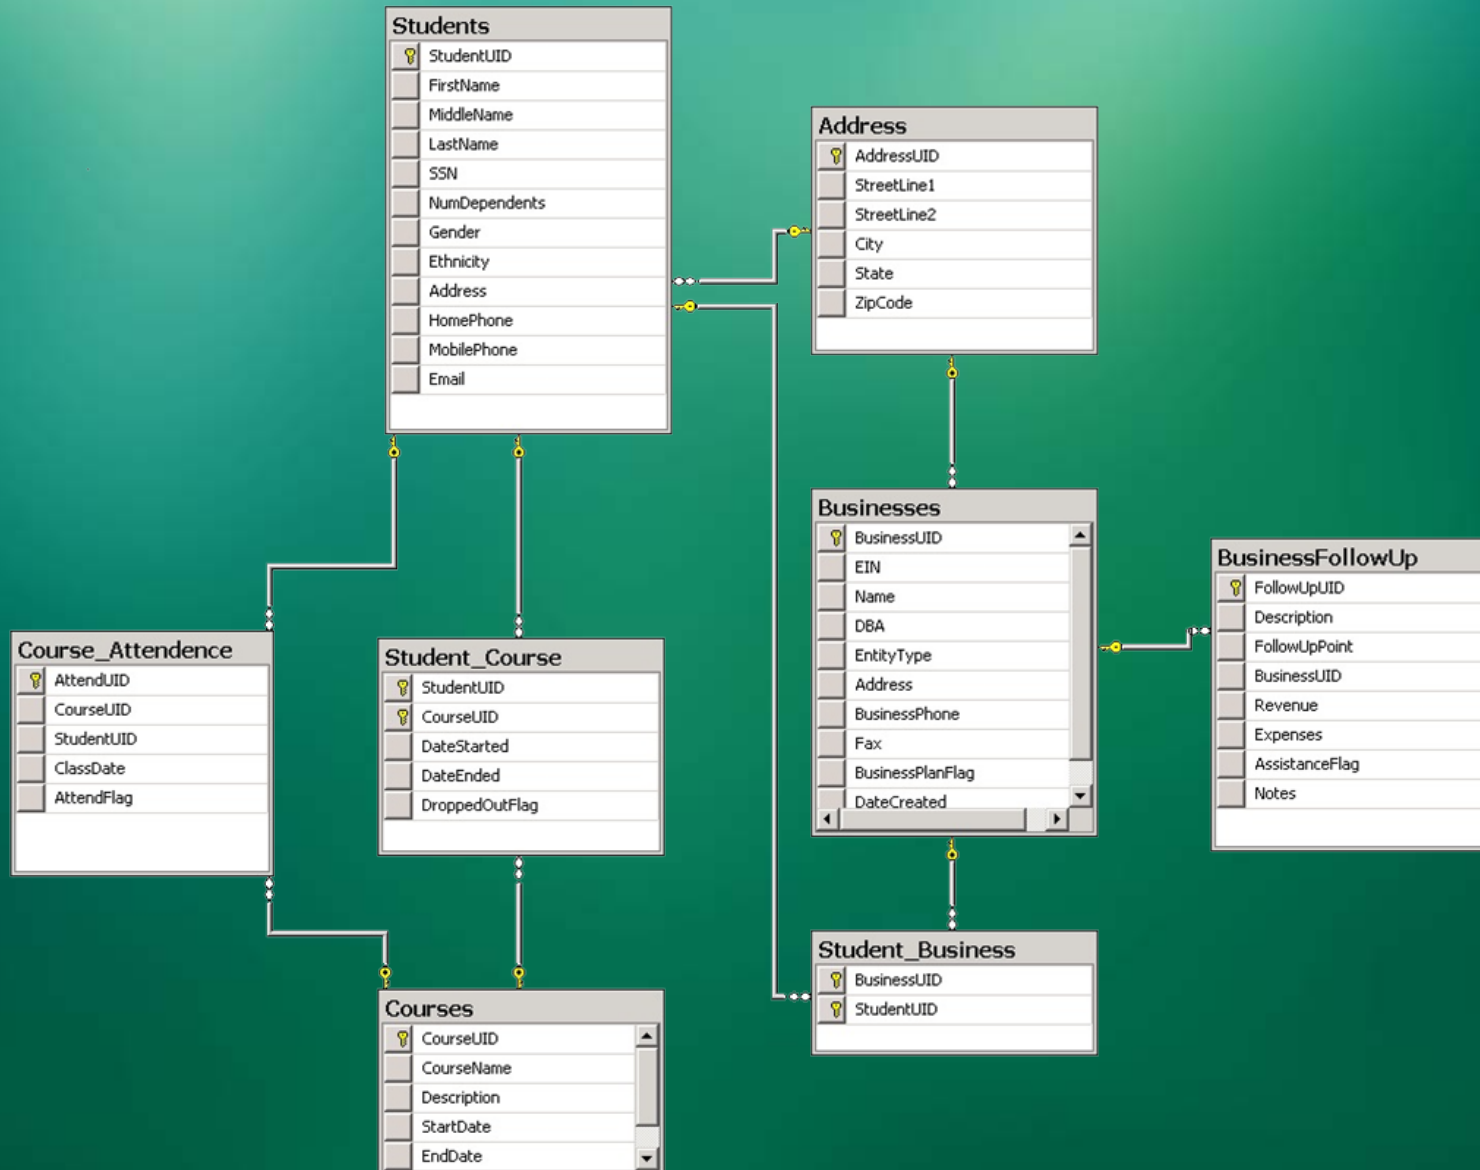 Students
StudentUID
FirstName
MiddleName
LastName
SSN
NumDependents
Gender
Ethnicity
Address
HomePhone
MobilePhone
Email
Address
AddressUID
StreetLine1
StreetLine2
City
State
ZipCode
Businesses
BusinessUID
EIN
Name
DBA
EntityType
Address
BusinessPhone
Fax
BusinessPlanFlag
DateCreated
BusinessFollowUp
FollowUpUID
Description
FollowUpPoint
BusinessUID
Revenue
Expenses
AssistanceFlag
Notes
Course_Attendence
AttendUID
CourseUID
StudentUID
ClassDate
AttendFlag
Student_Course
StudentUID
CourseUID
DateStarted
DateEnded
DroppedOutFlag
Student_Business
BusinessUID
StudentUID
Courses
CourseUID
CourseName
Description
StartDate
EndDate